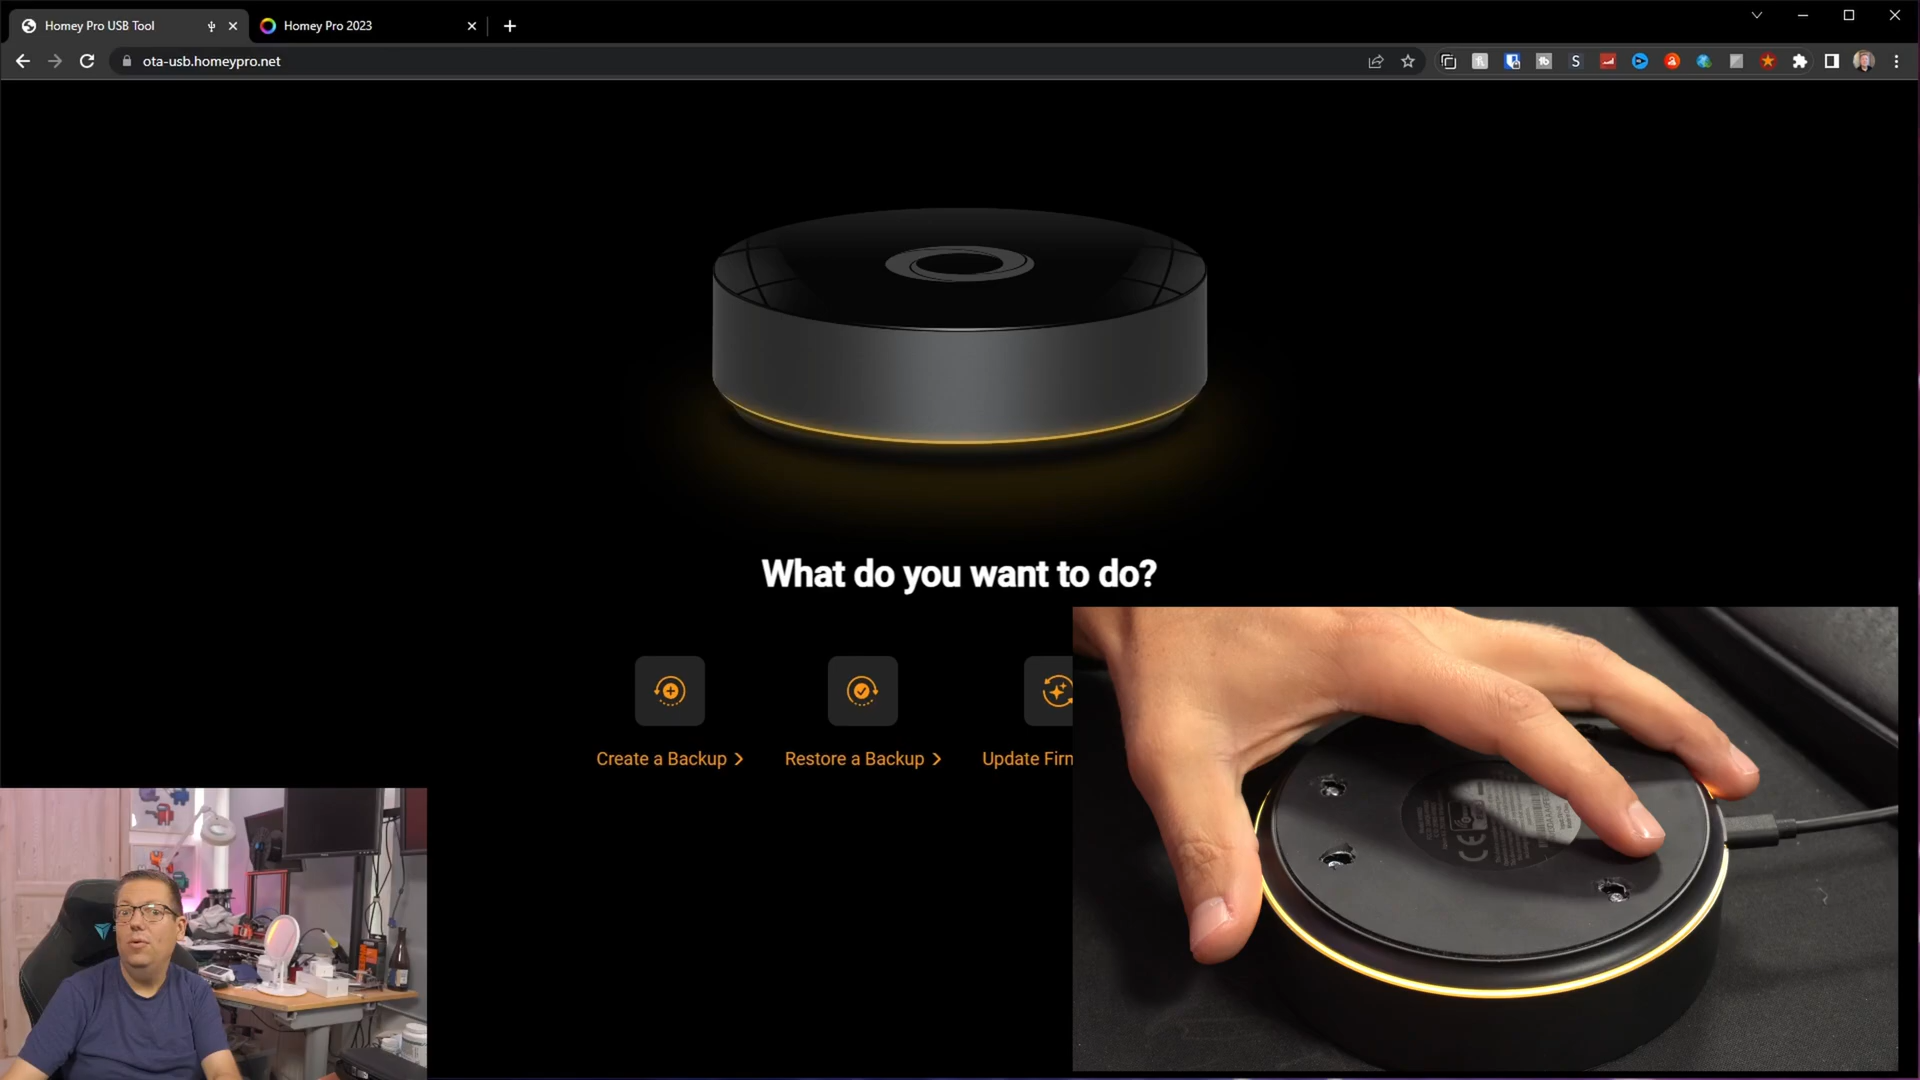 Homey Pro USB Tool
Homey Pro 2023
ota-usb.homeypro.net
What do you want to do?
Create a Backup
Restore a Backup
Update Firn
CE